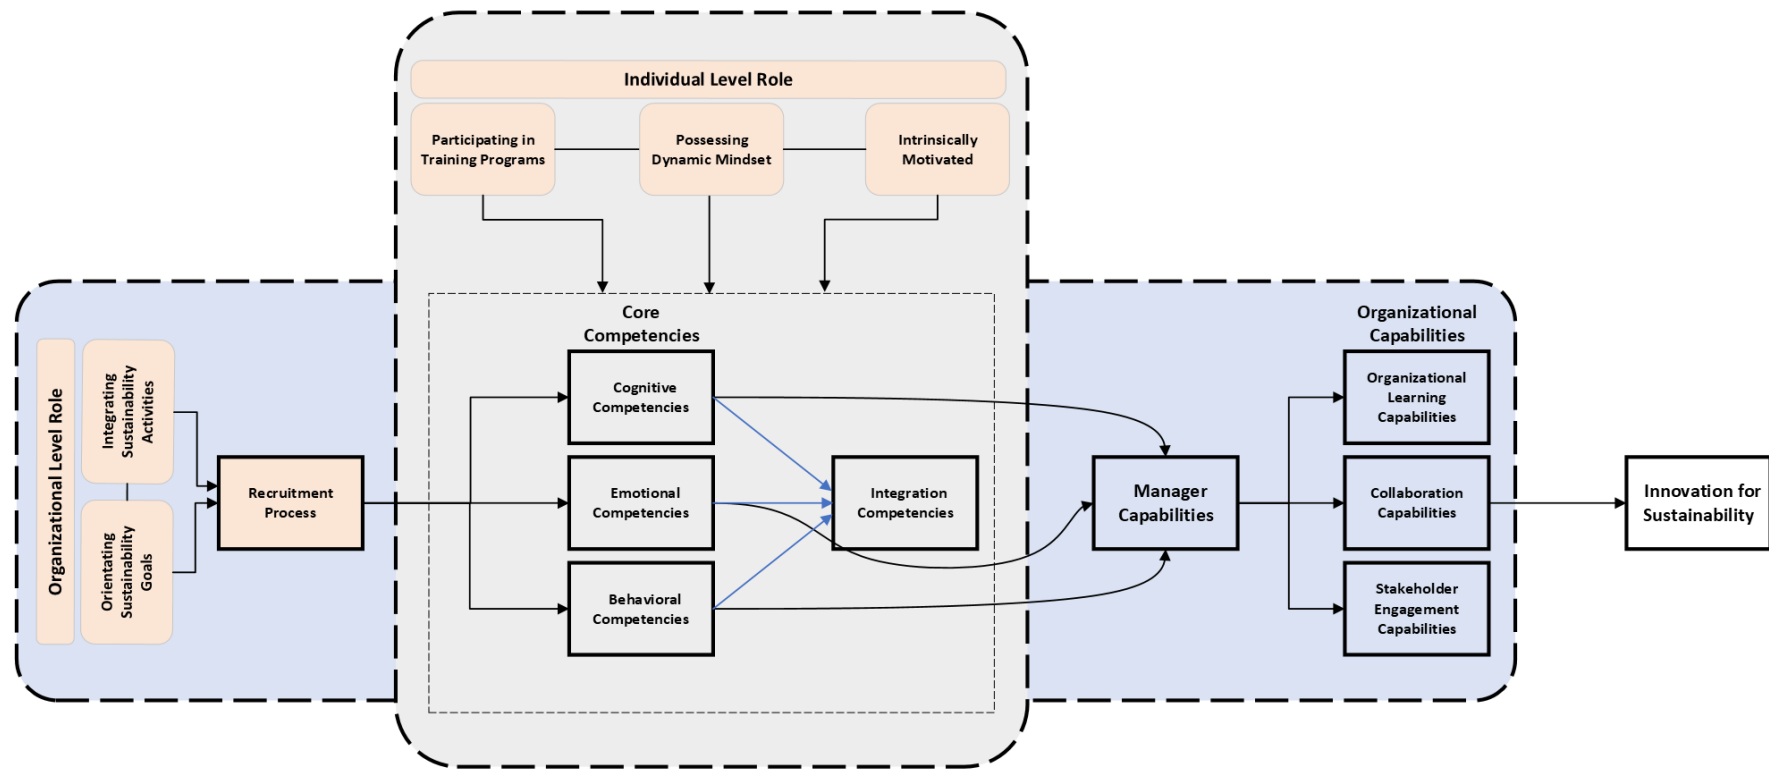 Individual Level Role
Participating in
Training Programs
Possessing
Dynamic Mindset
Intrinsically
Motivated
Organizational Level Role
Integrating
Sustainability
Activities
Orientating
Sustainability
Goals
Recruitment
Process
Core
Competencies
Cognitive
Competencies
Emotional
Competencies
Behavioral
Competencies
Integration
Competencies
Manager
Capabilities
Organizational
Capabilities
Organizational
Learning
Capabilities
Collaboration
Capabilities
Stakeholder
Engagement
Capabilities
Innovation for
Sustainability